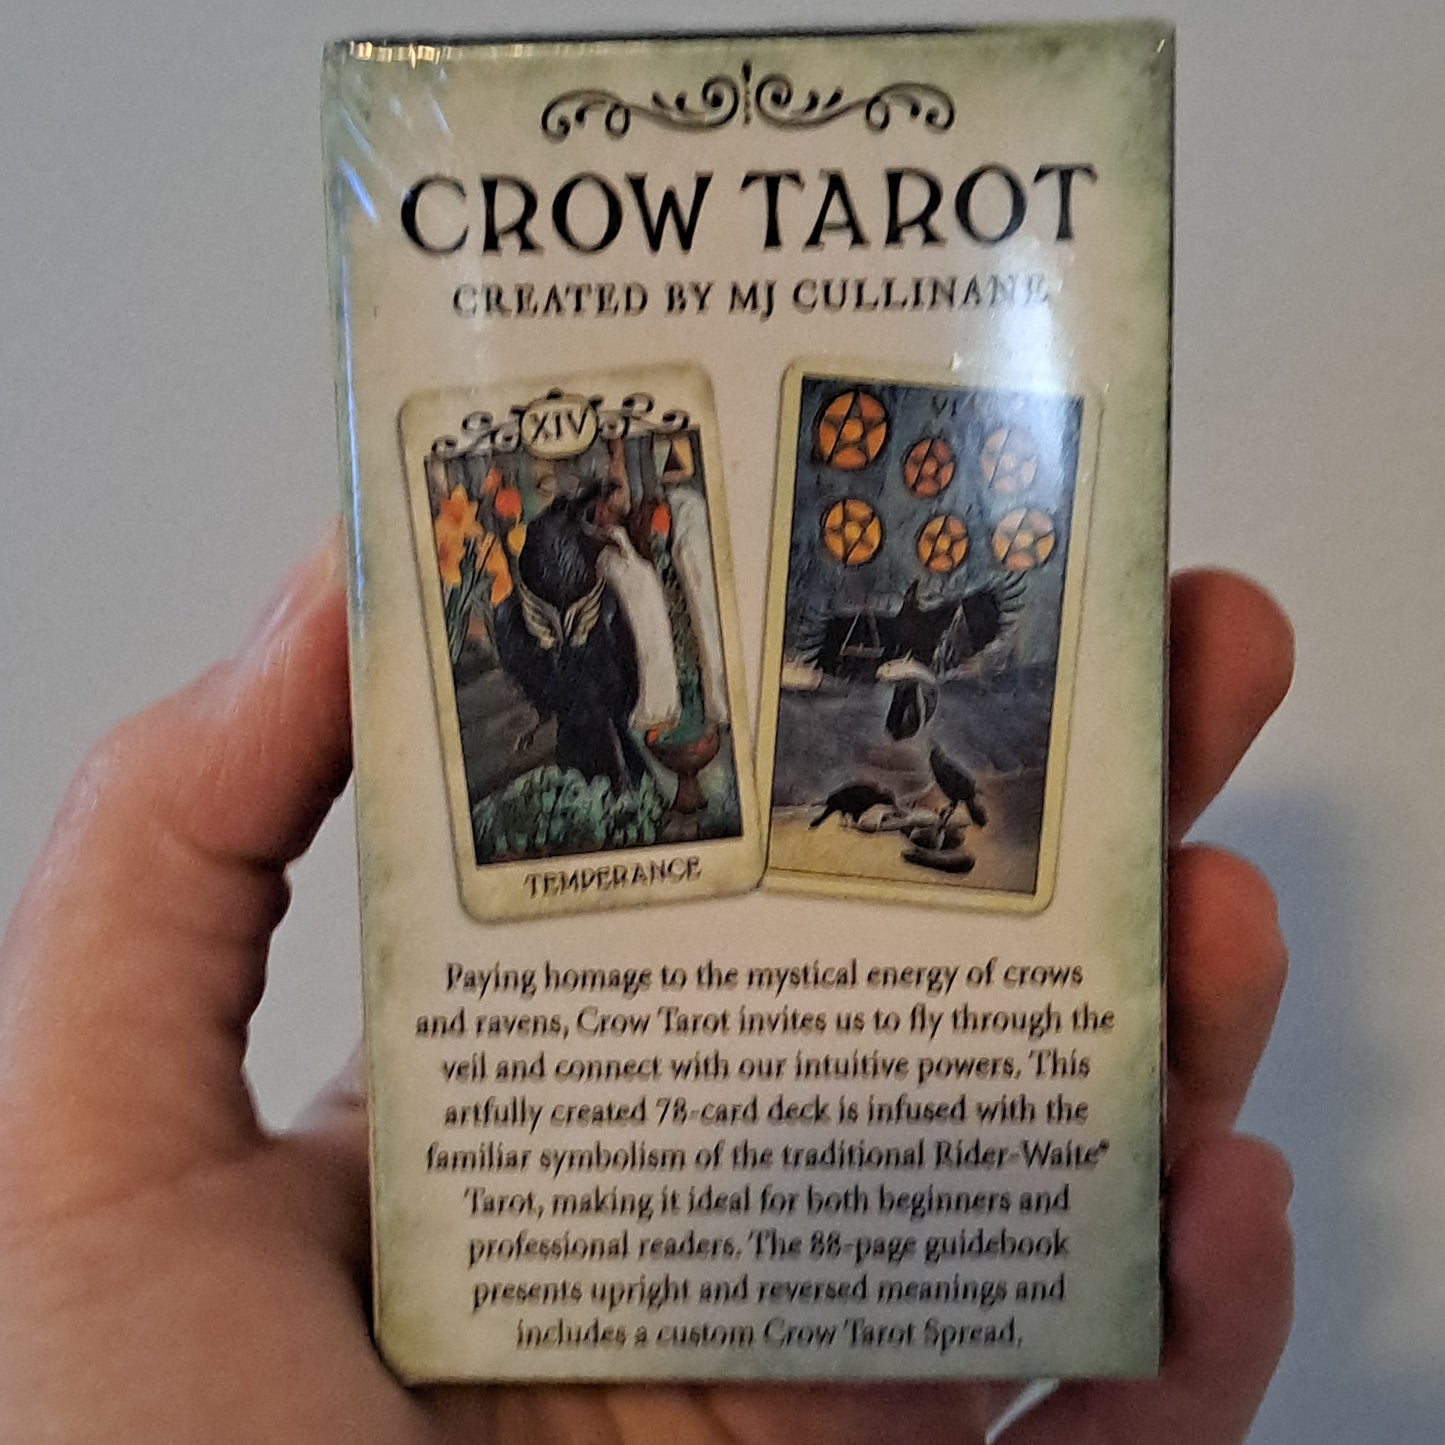 CROW TAROT
CREATED BY MJ CULLINANE
XIV
VI
TEMPERANCE
Paying homage to the mystical energy of crows
and ravens, Crow Tarot invites us to fly through the
veil and connect with our intuitive powers. This
artfully created 78-card deck is infused with the
familiar symbolism of the traditional Rider-Waite®
Tarot, making it ideal for both beginners and
professional readers. The 88-page guidebook
presents upright and reversed meanings and
includes a custom Crow Tarot Spread.